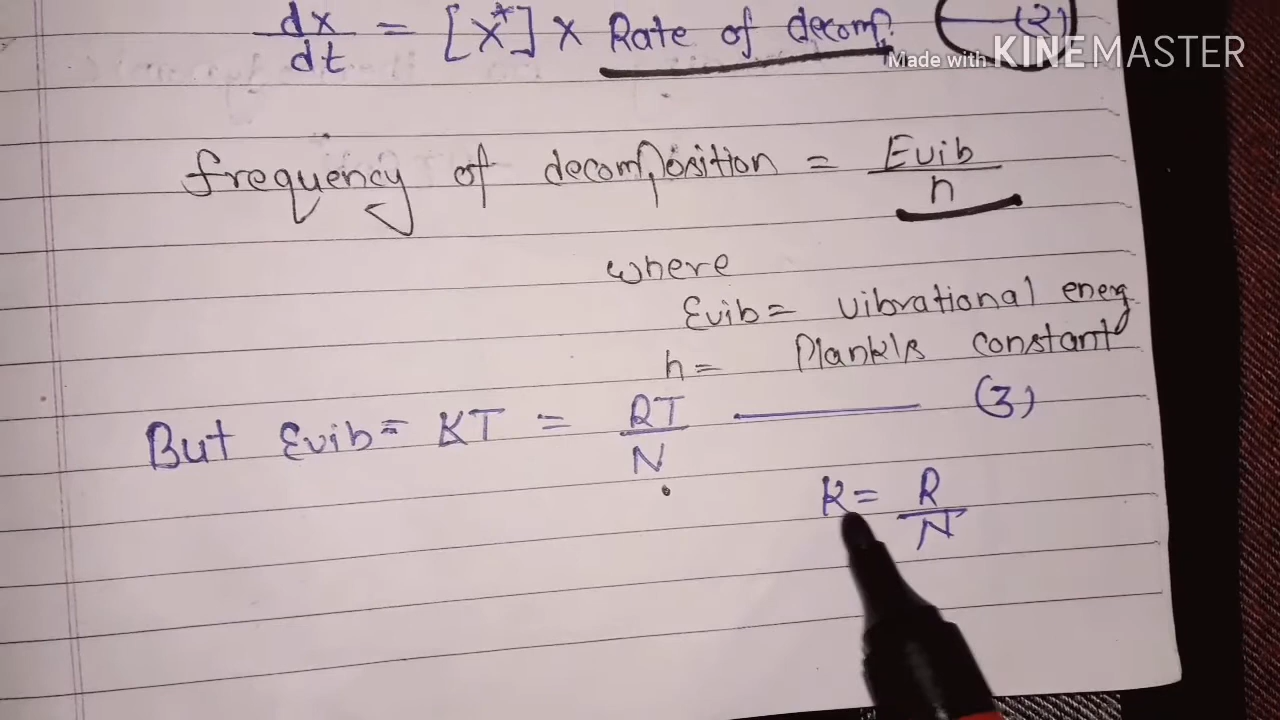 dx/dt = [X*] × Rate of decom. (2)
Made with KINEMASTER
frequency of decomposition = Evib/h
where
Evib = vibrational energ
h = Plank's constant
But Evib = KT = RT/N (3)
K = R/N